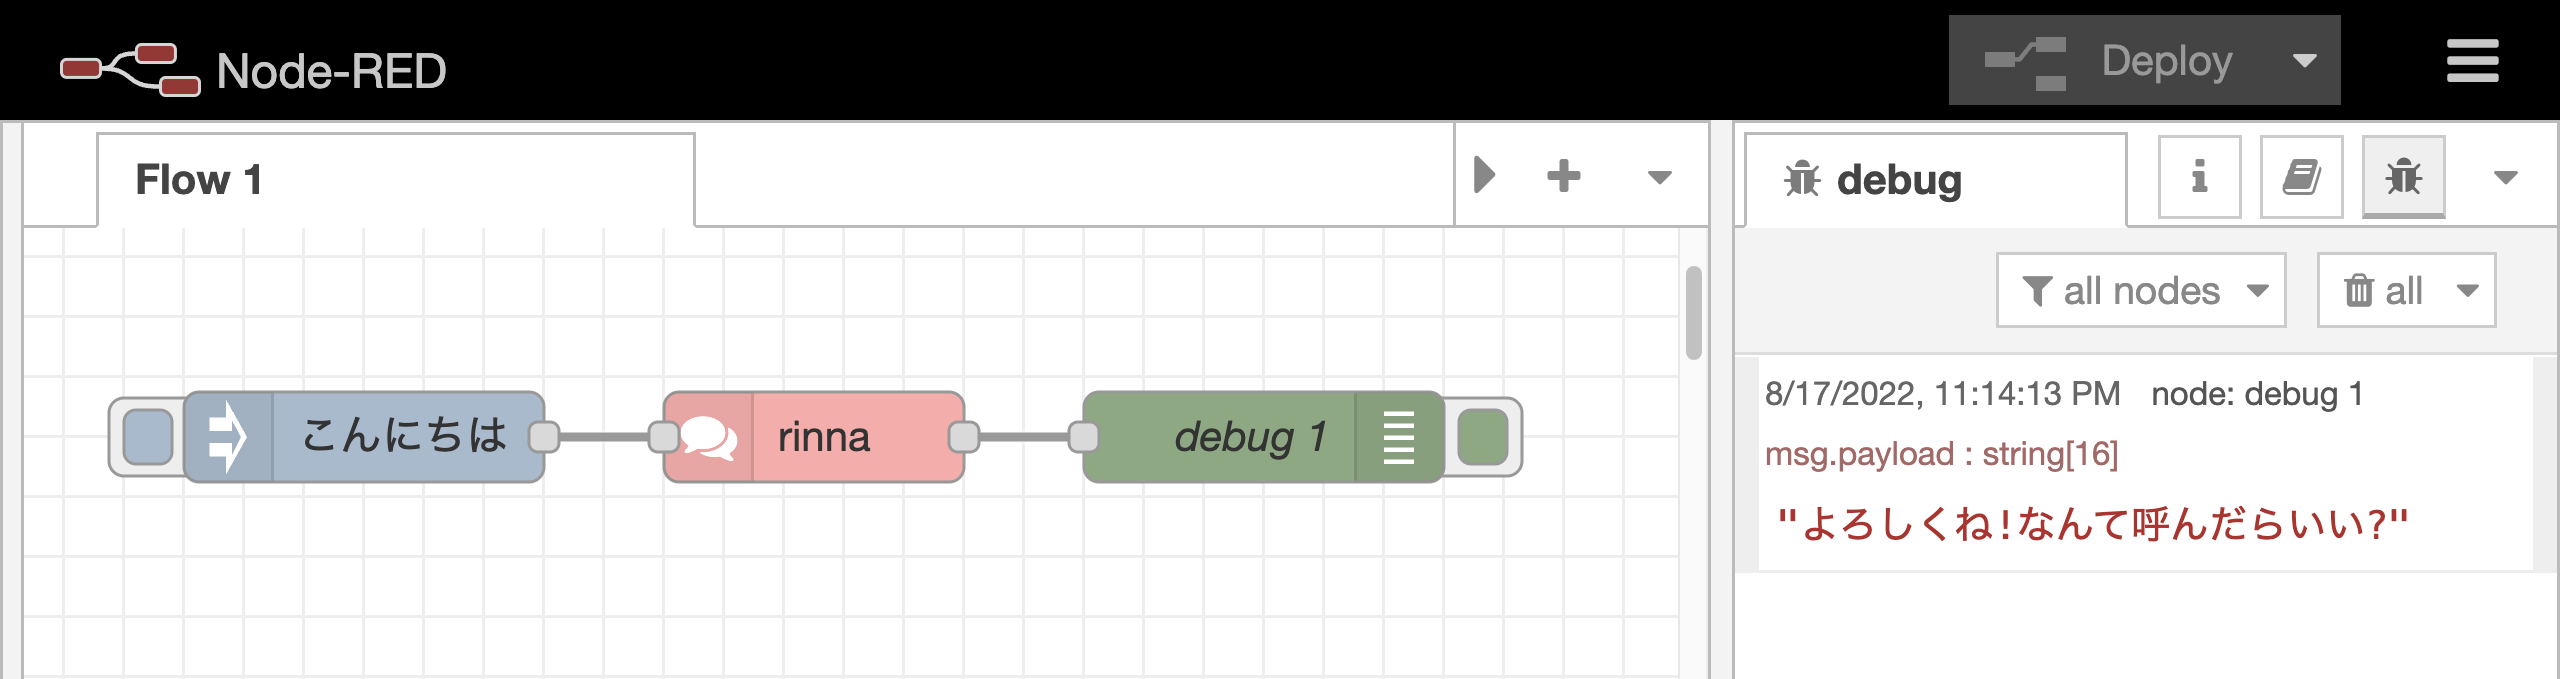 Node-RED
Deploy
Flow 1
debug
all nodes
all
こんにちは
rinna
debug 1
8/17/2022, 11:14:13 PM node: debug 1
msg.payload : string[16]
"よろしくね!なんて呼んだらいい?"